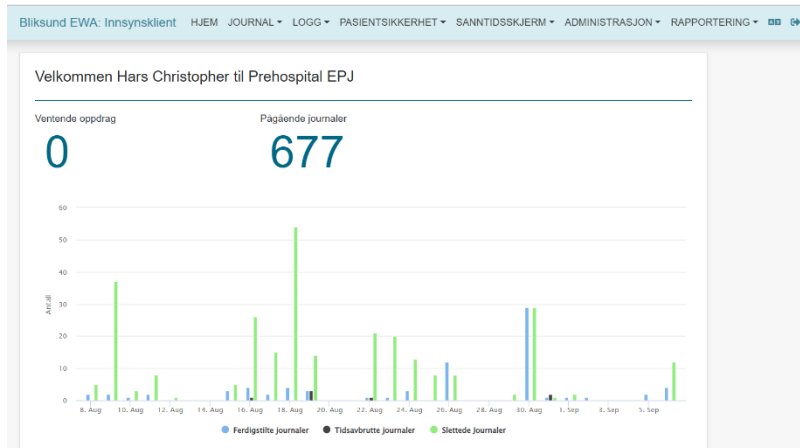 Bliksund EWA: Innsynsklient HJEM JOURNAL LOGG PASIENTSIKKERHET SANNTIDSSKJERM ADMINISTRASJON RAPPORTERING
Velkommen Hars Christopher til Prehospital EPJ
Ventende oppdrag Pågående journaler
0 677
60
50
40
30
20
10
0
Antall
8. Aug 10. Aug 12. Aug 14. Aug 16. Aug 18. Aug 20. Aug 22. Aug 24. Aug 26. Aug 28. Aug 30. Aug 1. Sep 3. Sep 5. Sep
Ferdigstilte journaler Tidsavbrutte journaler Slettede Journaler